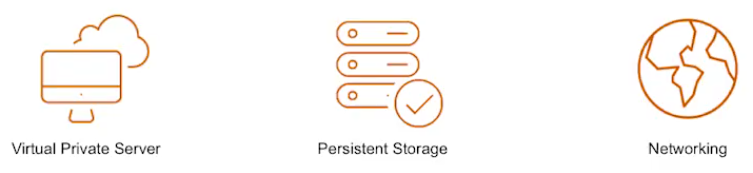 Virtual Private Server
Persistent Storage
Networking